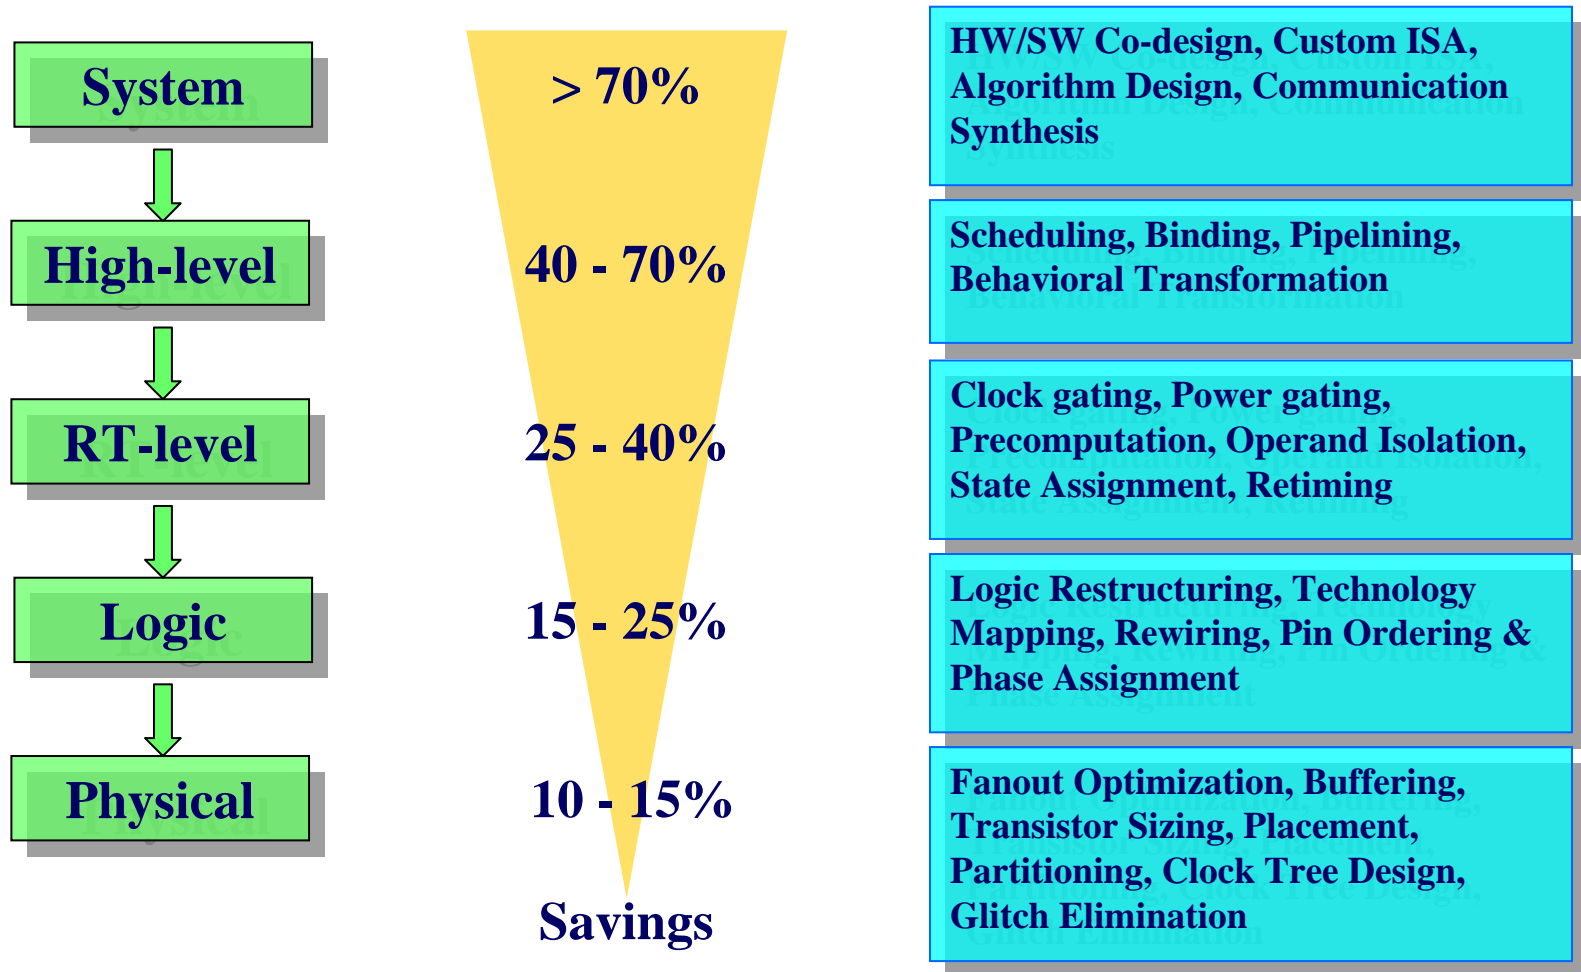 System
> 70%
HW/SW Co-design, Custom ISA,
Algorithm Design, Communication
Synthesis
High-level
40 - 70%
Scheduling, Binding, Pipelining,
Behavioral Transformation
RT-level
25 - 40%
Clock gating, Power gating,
Precomputation, Operand Isolation,
State Assignment, Retiming
Logic
15 - 25%
Logic Restructuring, Technology
Mapping, Rewiring, Pin Ordering &
Phase Assignment
Physical
10 - 15%
Fanout Optimization, Buffering,
Transistor Sizing, Placement,
Partitioning, Clock Tree Design,
Glitch Elimination
Savings